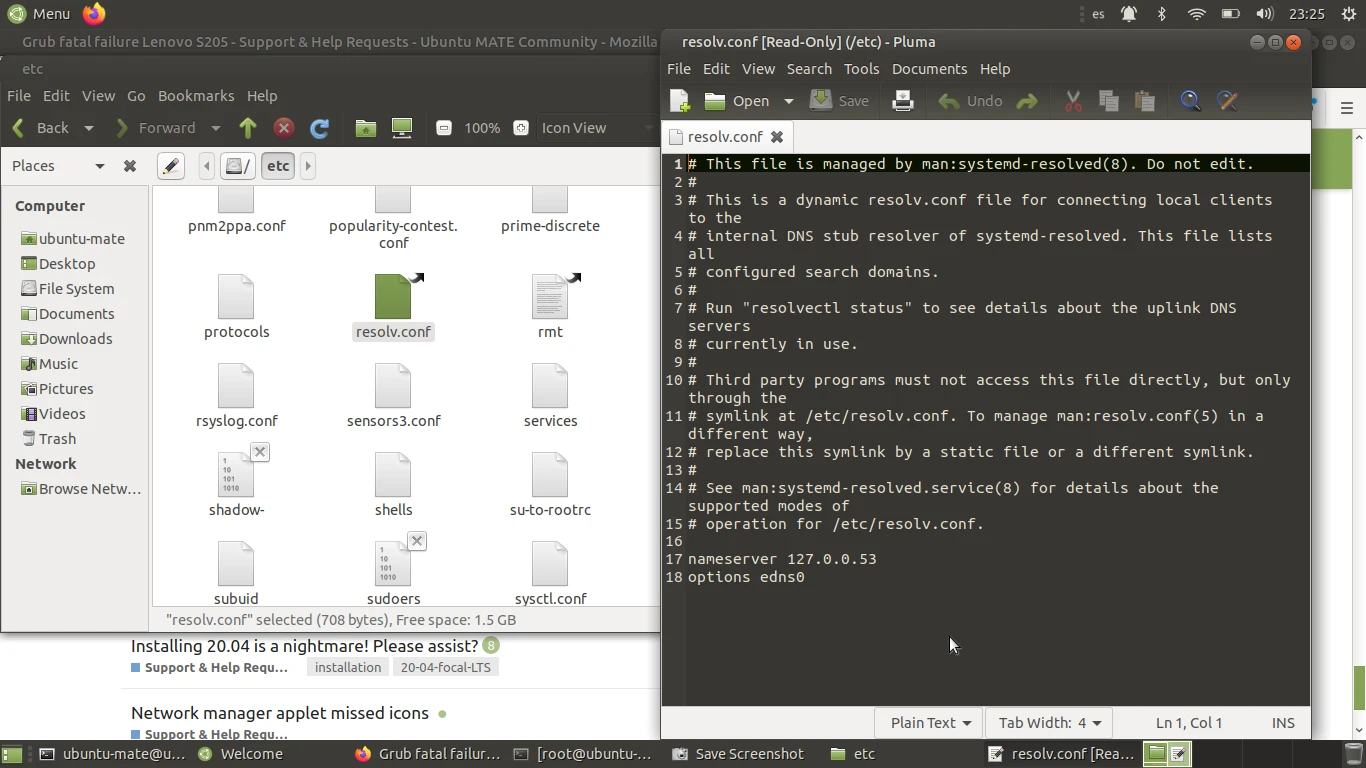 Menu
es
23:25
Grub fatal failure Lenovo S205 - Support & Help Requests - Ubuntu MATE Community - Mozilla
etc
File Edit View Go Bookmarks Help
Back Forward 100% Icon View
Places
/
etc
Computer
ubuntu-mate
Desktop
File System
Documents
Downloads
Music
Pictures
Videos
Trash
Network
Browse Netw...
pnm2ppa.conf
popularity-contest.
conf
prime-discrete
protocols
resolv.conf
rmt
rsyslog.conf
sensors3.conf
services
1
10
101
1010
shadow-
shells
su-to-rootrc
subuid
1
10
101
1010
sudoers
sysctl.conf
"resolv.conf" selected (708 bytes), Free space: 1.5 GB
Installing 20.04 is a nightmare! Please assist? 8
Support & Help Requ... installation 20-04-focal-LTS
Network manager applet missed icons
Support & Help Requ...
resolv.conf [Read-Only] (/etc) - Pluma
File Edit View Search Tools Documents Help
Open Save Undo
resolv.conf
1 # This file is managed by man:systemd-resolved(8). Do not edit.
2 #
3 # This is a dynamic resolv.conf file for connecting local clients
to the
4 # internal DNS stub resolver of systemd-resolved. This file lists
all
5 # configured search domains.
6 #
7 # Run "resolvectl status" to see details about the uplink DNS
servers
8 # currently in use.
9 #
10 # Third party programs must not access this file directly, but only
through the
11 # symlink at /etc/resolv.conf. To manage man:resolv.conf(5) in a
different way,
12 # replace this symlink by a static file or a different symlink.
13 #
14 # See man:systemd-resolved.service(8) for details about the
supported modes of
15 # operation for /etc/resolv.conf.
16
17 nameserver 127.0.0.53
18 options edns0
Plain Text Tab Width: 4 Ln 1, Col 1 INS
ubuntu-mate@u... Welcome Grub fatal failur... [root@ubuntu-... Save Screenshot etc resolv.conf [Rea...